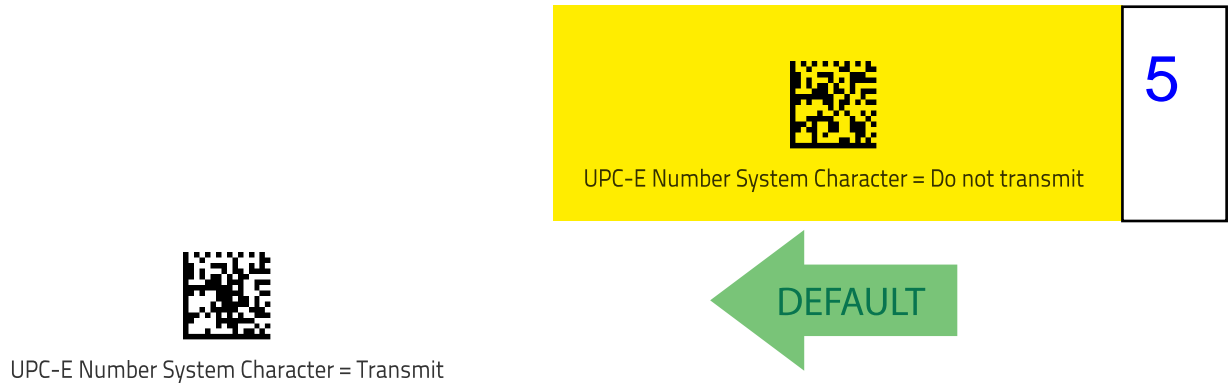 5
UPC-E Number System Character = Do not transmit
DEFAULT
UPC-E Number System Character = Transmit